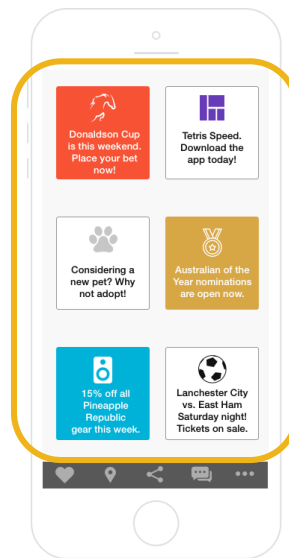 Donaldson Cup
is this weekend.
Place your bet
now!
Tetris Speed.
Download the
app today!
Considering a
new pet? Why
not adopt!
Australian of the
Year nominations
are open now.
15% off all
Pineapple
Republic
gear this week.
Lanchester City
vs. East Ham
Saturday night!
Tickets on sale.